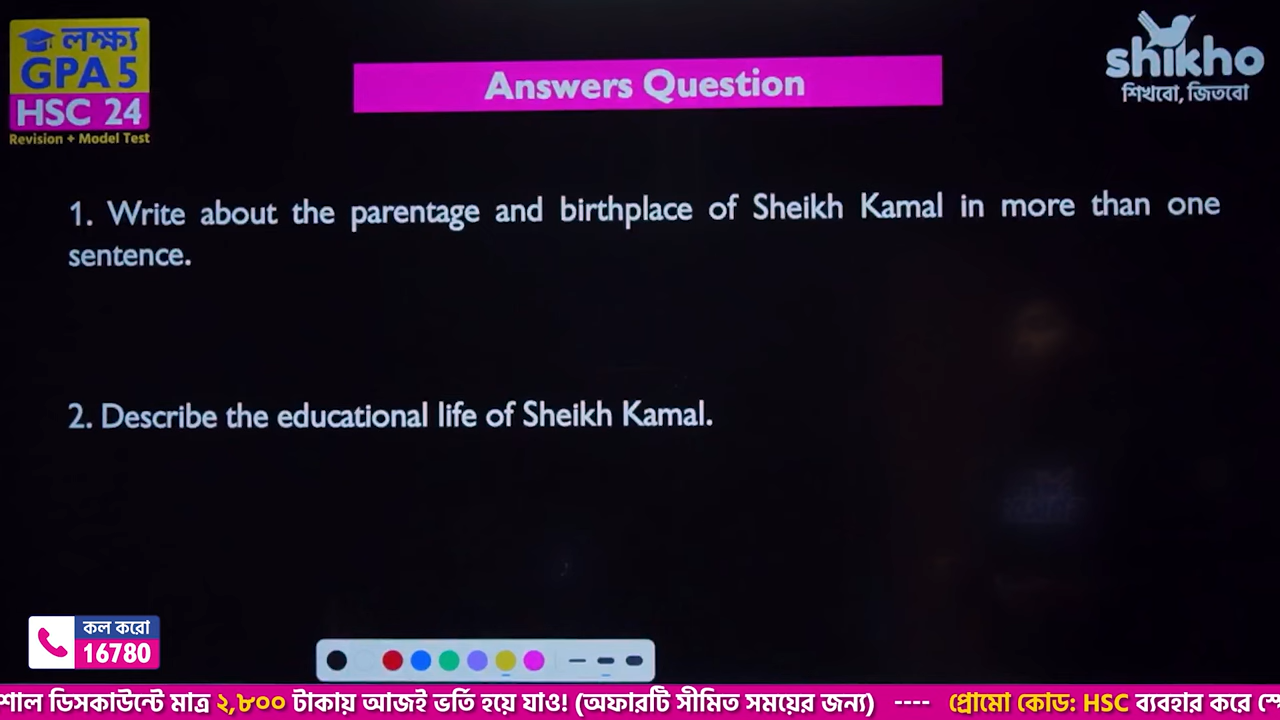 লক্ষ্য
GPA 5
HSC 24
Revision + Model Test
Answers Question
shikho
শিখবো, জিতবো
1. Write about the parentage and birthplace of Sheikh Kamal in more than one
sentence.
2. Describe the educational life of Sheikh Kamal.
কল করো
16780
শাল ডিসকাউন্টে মাত্র ২,৮০০ টাকায় আজই ভর্তি হয়ে যাও! (অফারটি সীমিত সময়ের জন্য) ---- প্রোমো কোড: HSC ব্যবহার করে স্পে